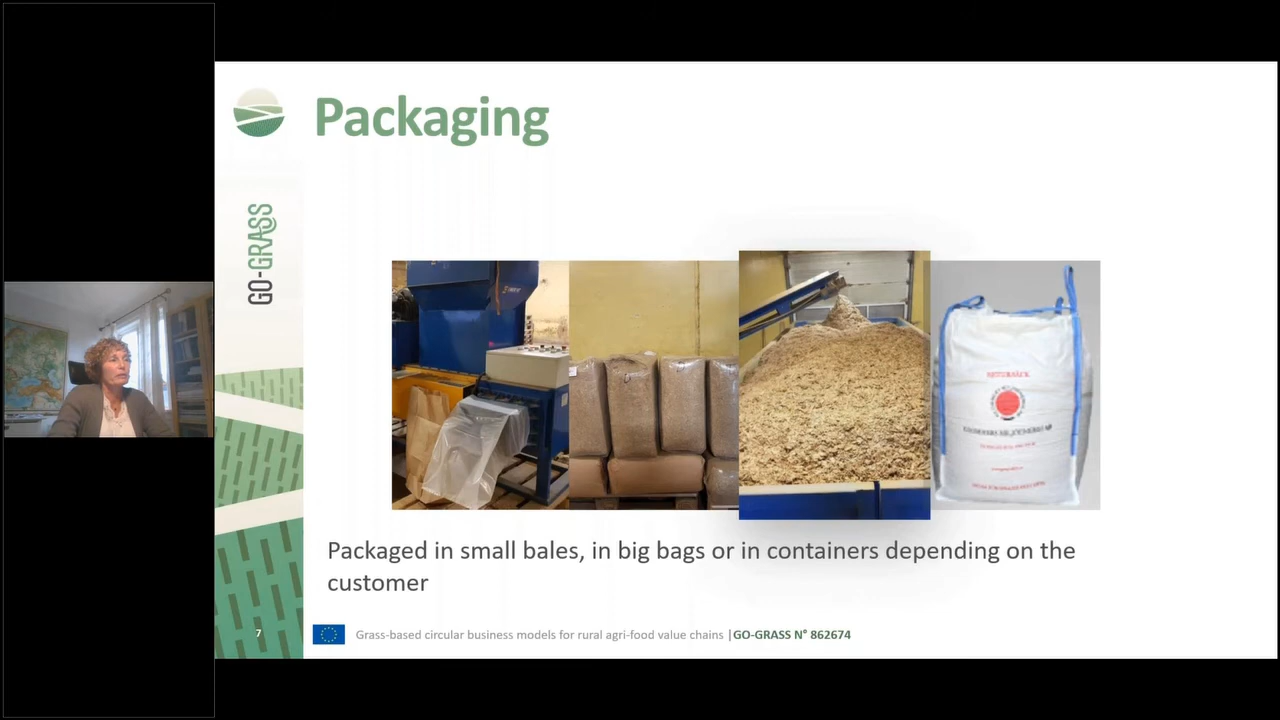 Packaging
GO-GRASS
RETURSÄCK
Packaged in small bales, in big bags or in containers depending on the
customer
7
Grass-based circular business models for rural agri-food value chains |GO-GRASS N° 862674